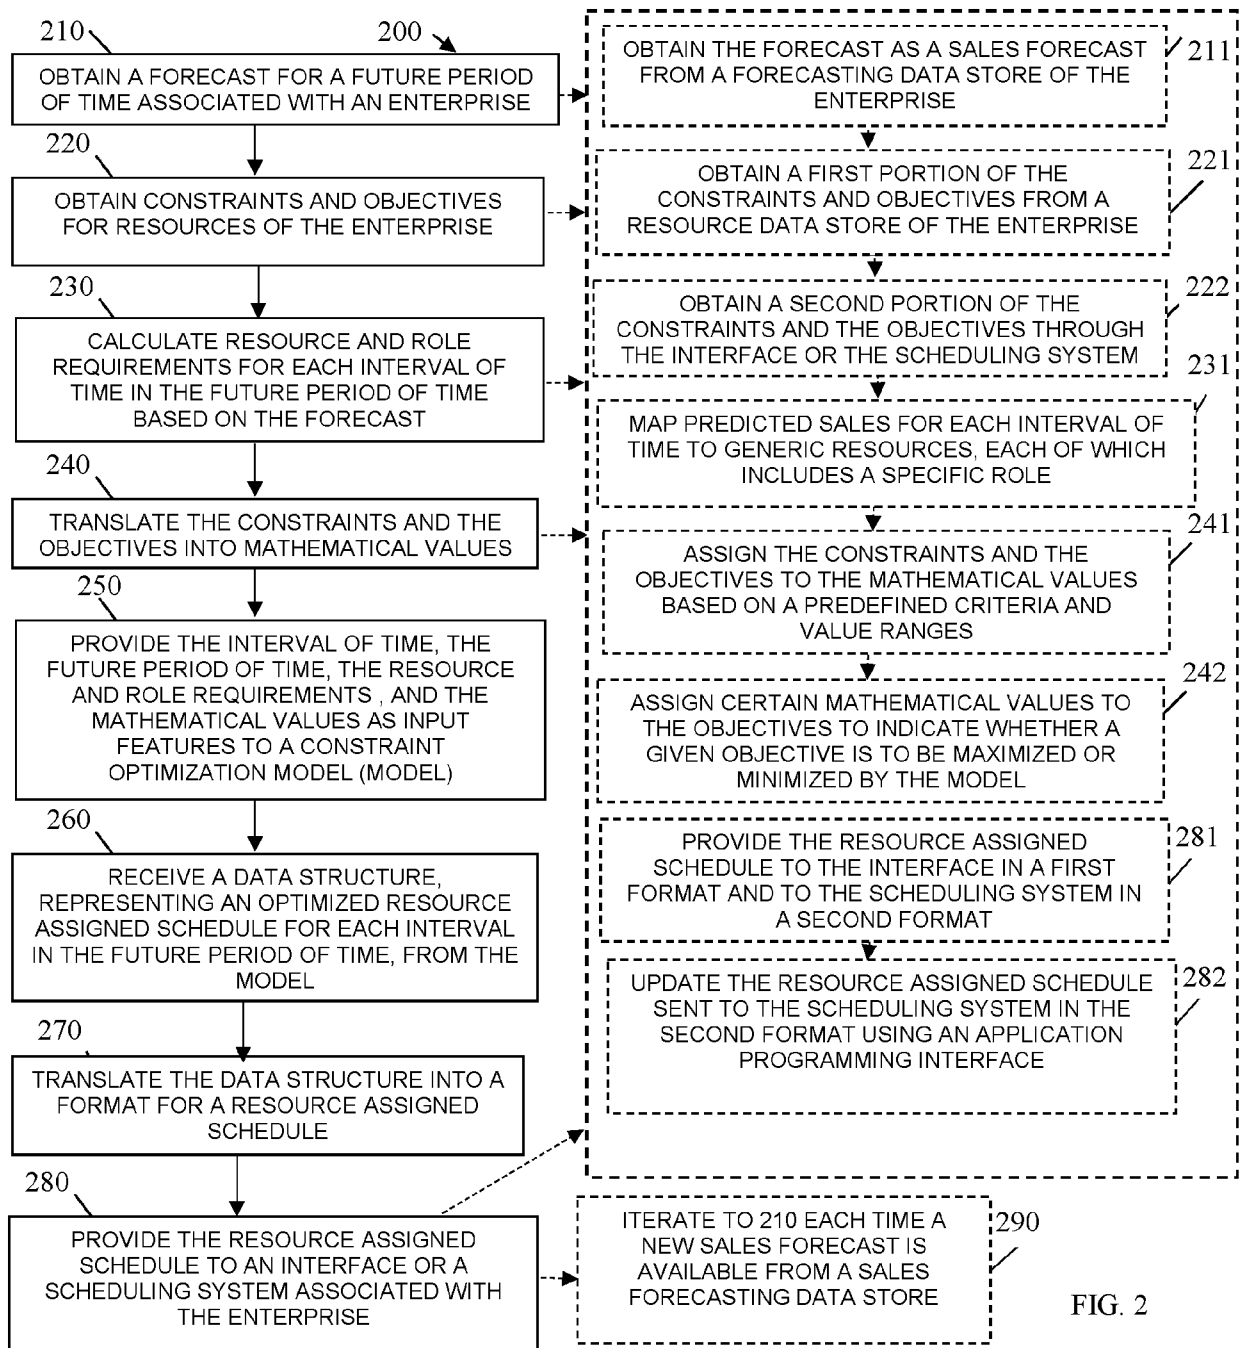 210
200
OBTAIN A FORECAST FOR A FUTURE PERIOD
OF TIME ASSOCIATED WITH AN ENTERPRISE
220
OBTAIN CONSTRAINTS AND OBJECTIVES
FOR RESOURCES OF THE ENTERPRISE
230
CALCULATE RESOURCE AND ROLE
REQUIREMENTS FOR EACH INTERVAL OF
TIME IN THE FUTURE PERIOD OF TIME
BASED ON THE FORECAST
240
TRANSLATE THE CONSTRAINTS AND THE
OBJECTIVES INTO MATHEMATICAL VALUES
250
PROVIDE THE INTERVAL OF TIME, THE
FUTURE PERIOD OF TIME, THE RESOURCE
AND ROLE REQUIREMENTS , AND THE
MATHEMATICAL VALUES AS INPUT
FEATURES TO A CONSTRAINT
OPTIMIZATION MODEL (MODEL)
260
RECEIVE A DATA STRUCTURE,
REPRESENTING AN OPTIMIZED RESOURCE
ASSIGNED SCHEDULE FOR EACH INTERVAL
IN THE FUTURE PERIOD OF TIME, FROM THE
MODEL
270
TRANSLATE THE DATA STRUCTURE INTO A
FORMAT FOR A RESOURCE ASSIGNED
SCHEDULE
280
PROVIDE THE RESOURCE ASSIGNED
SCHEDULE TO AN INTERFACE OR A
SCHEDULING SYSTEM ASSOCIATED WITH
THE ENTERPRISE
OBTAIN THE FORECAST AS A SALES FORECAST
FROM A FORECASTING DATA STORE OF THE
ENTERPRISE
211
OBTAIN A FIRST PORTION OF THE
CONSTRAINTS AND OBJECTIVES FROM A
RESOURCE DATA STORE OF THE ENTERPRISE
221
OBTAIN A SECOND PORTION OF THE
CONSTRAINTS AND THE OBJECTIVES THROUGH
THE INTERFACE OR THE SCHEDULING SYSTEM
222
231
MAP PREDICTED SALES FOR EACH INTERVAL OF
TIME TO GENERIC RESOURCES, EACH OF WHICH
INCLUDES A SPECIFIC ROLE
241
ASSIGN THE CONSTRAINTS AND THE
OBJECTIVES TO THE MATHEMATICAL VALUES
BASED ON A PREDEFINED CRITERIA AND
VALUE RANGES
242
ASSIGN CERTAIN MATHEMATICAL VALUES TO
THE OBJECTIVES TO INDICATE WHETHER A
GIVEN OBJECTIVE IS TO BE MAXIMIZED OR
MINIMIZED BY THE MODEL
281
PROVIDE THE RESOURCE ASSIGNED
SCHEDULE TO THE INTERFACE IN A FIRST
FORMAT AND TO THE SCHEDULING SYSTEM IN
A SECOND FORMAT
282
UPDATE THE RESOURCE ASSIGNED SCHEDULE
SENT TO THE SCHEDULING SYSTEM IN THE
SECOND FORMAT USING AN APPLICATION
PROGRAMMING INTERFACE
290
ITERATE TO 210 EACH TIME A
NEW SALES FORECAST IS
AVAILABLE FROM A SALES
FORECASTING DATA STORE
FIG. 2